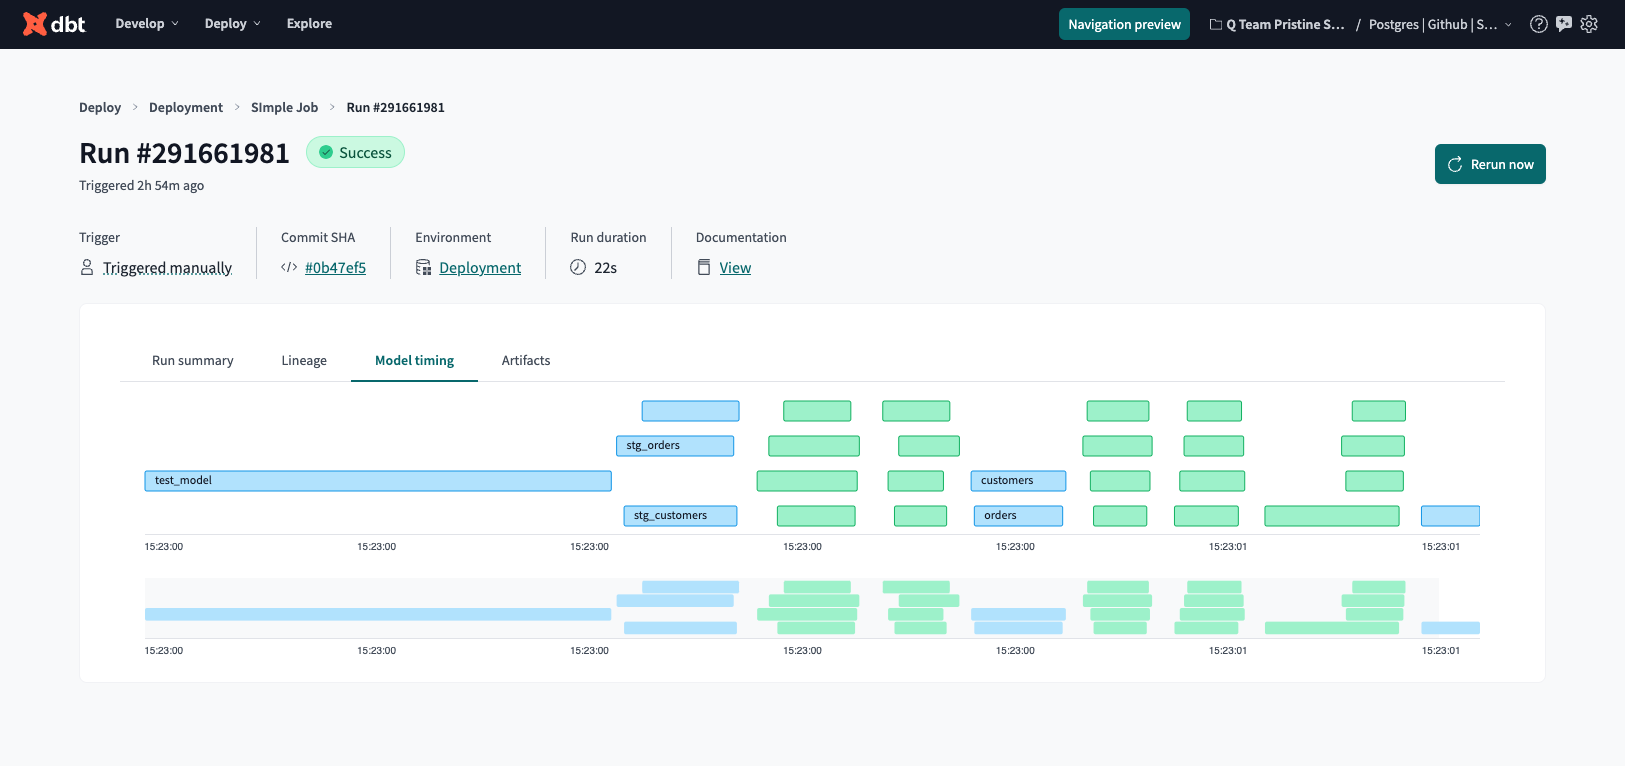 dbt Develop Deploy Explore Navigation preview Q Team Pristine S... / Postgres | Github | S...
Deploy > Deployment > SImple Job > Run #291661981
Run #291661981 Success
Triggered 2h 54m ago
Rerun now
Trigger Commit SHA Environment Run duration Documentation
Triggered manually #0b47ef5 Deployment 22s View
Run summary Lineage Model timing Artifacts
stg_orders
test_model customers
stg_customers orders
15:23:00 15:23:00 15:23:00 15:23:00 15:23:00 15:23:01 15:23:01
15:23:00 15:23:00 15:23:00 15:23:00 15:23:00 15:23:01 15:23:01